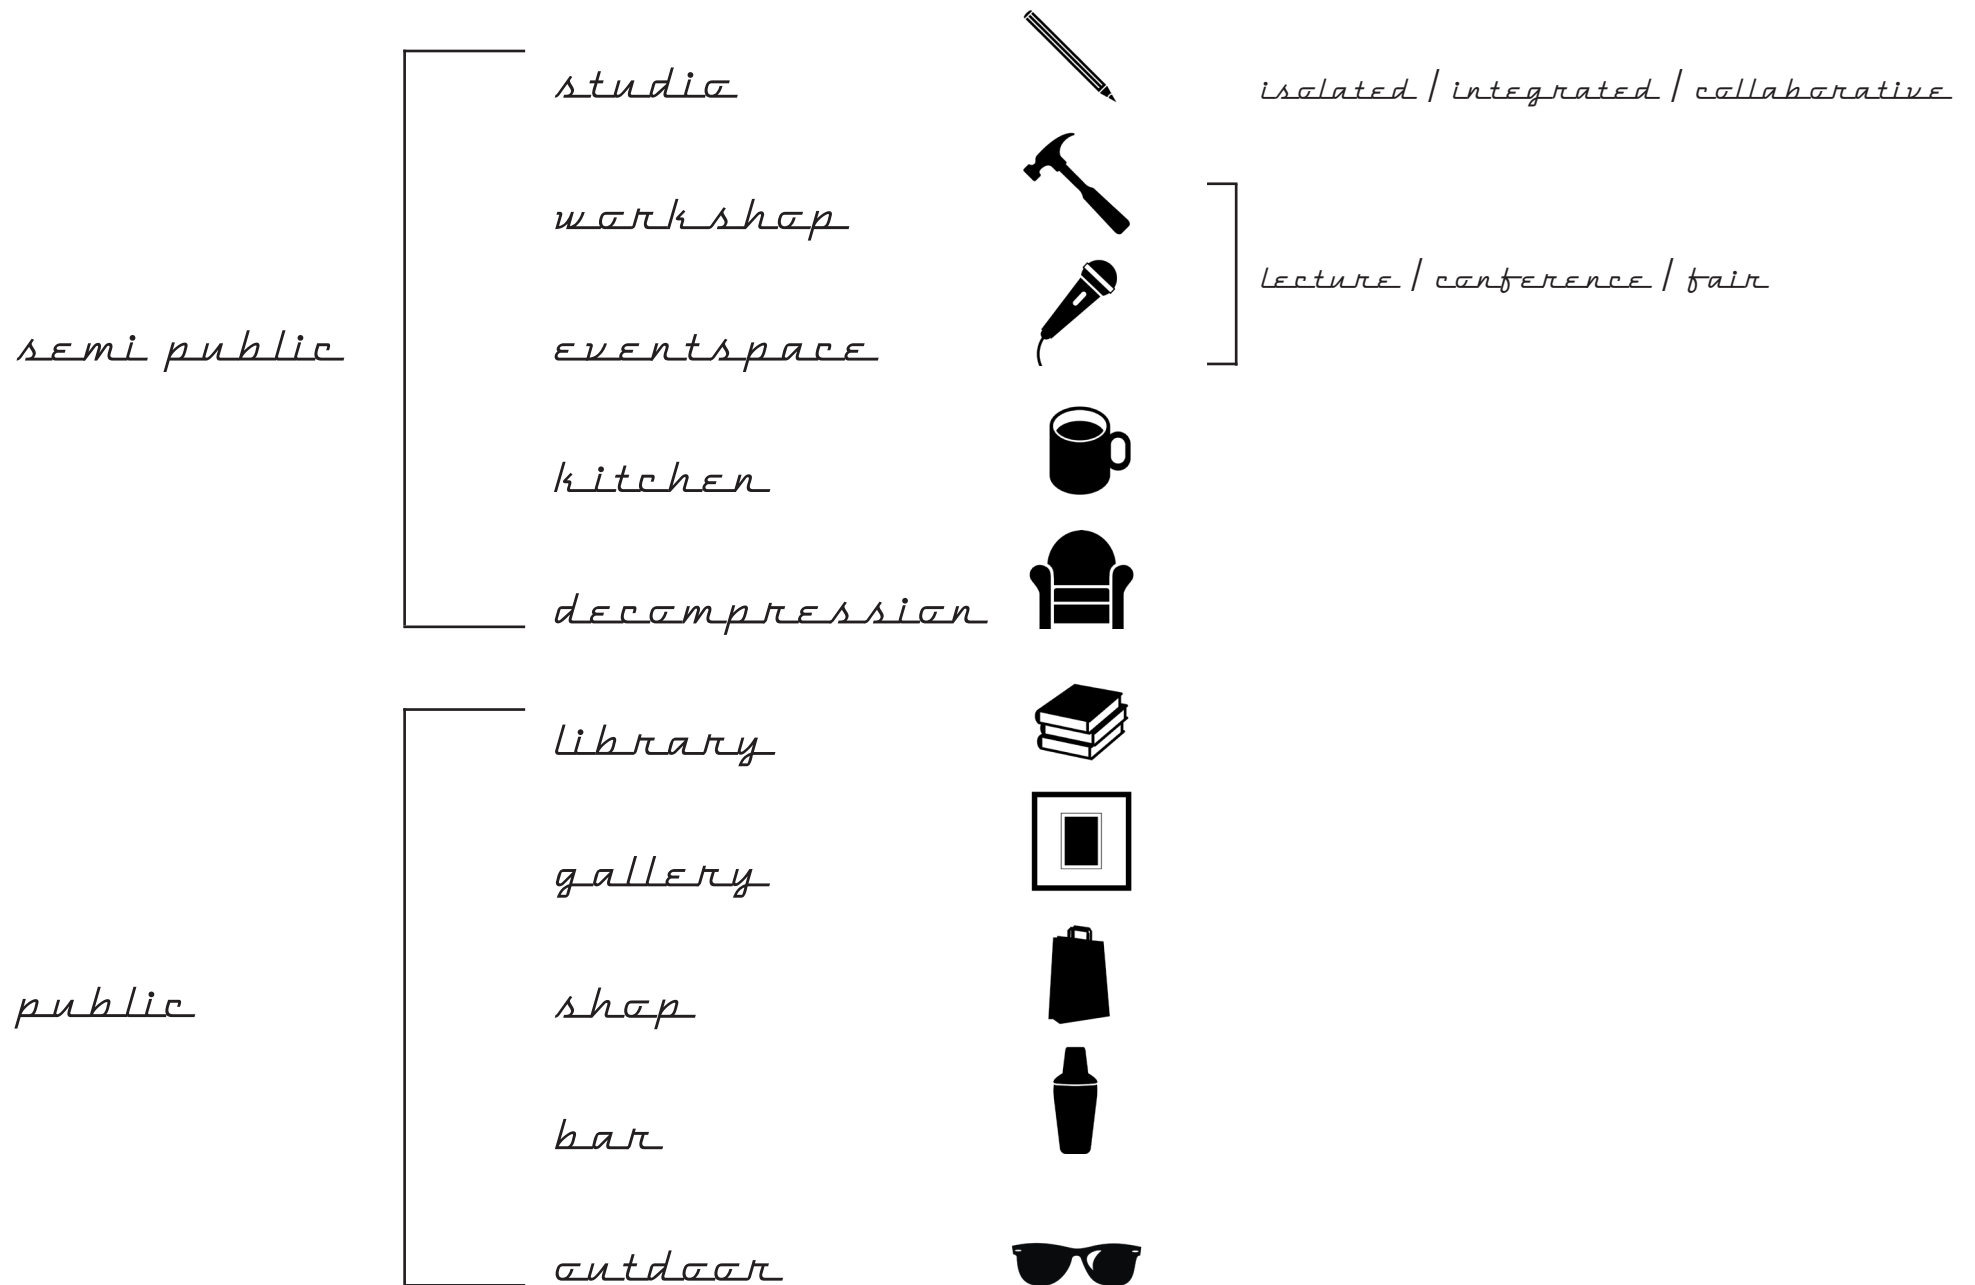 studio
isolated / integrated / collaborative
workshop
lecture / conference / fair
semi public
eventspace
kitchen
decompression
library
gallery
public
shop
bar
outdoor